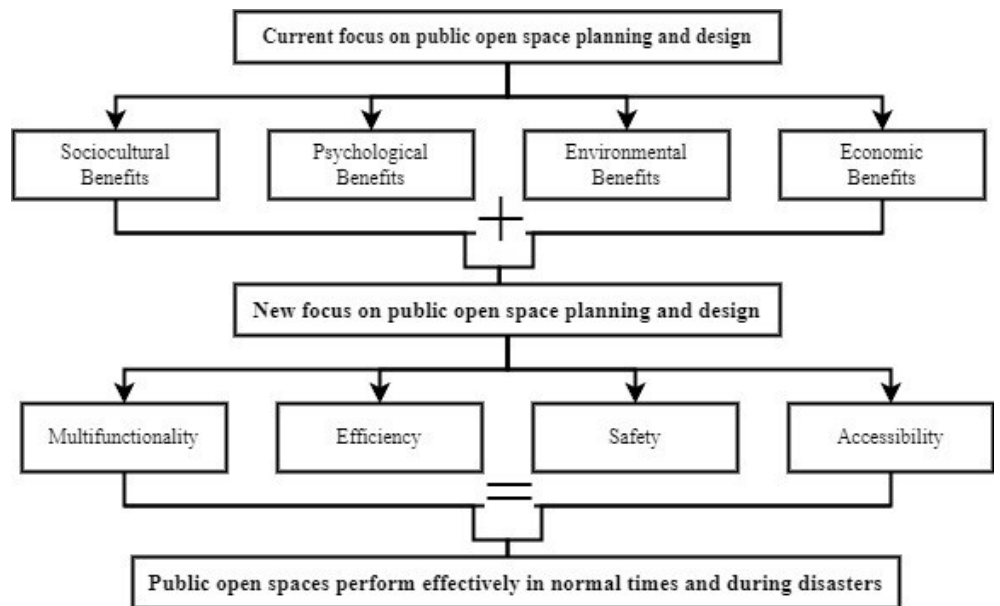 Current focus on public open space planning and design
Sociocultural
Benefits
Psychological
Benefits
Environmental
Benefits
Economic
Benefits
+
New focus on public open space planning and design
Multifunctionality
Efficiency
Safety
Accessibility
=
Public open spaces perform effectively in normal times and during disasters